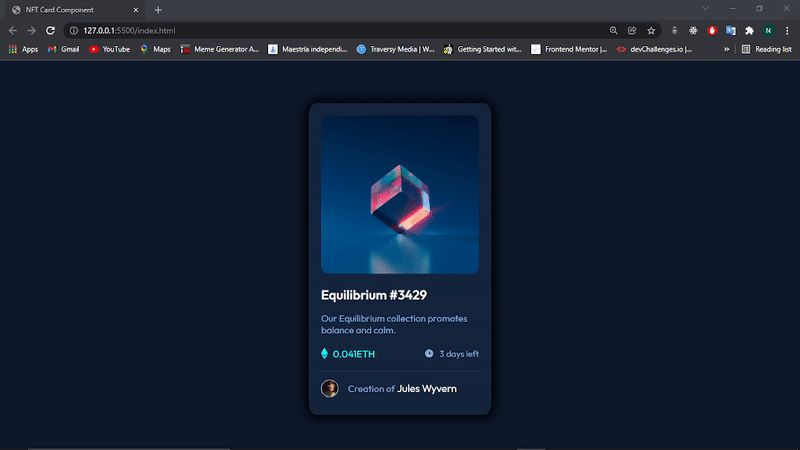 NFT Card Component
127.0.0.1:5500/index.html
N
Apps
Gmail
YouTube
Maps
Meme Generator A...
Maestría independi...
Traversy Media | W...
Getting Started wit...
Frontend Mentor |...
devChallenges.io |...
»
Reading list
Equilibrium #3429
Our Equilibrium collection promotes
balance and calm.
0.041ETH
3 days left
Creation of Jules Wyvern